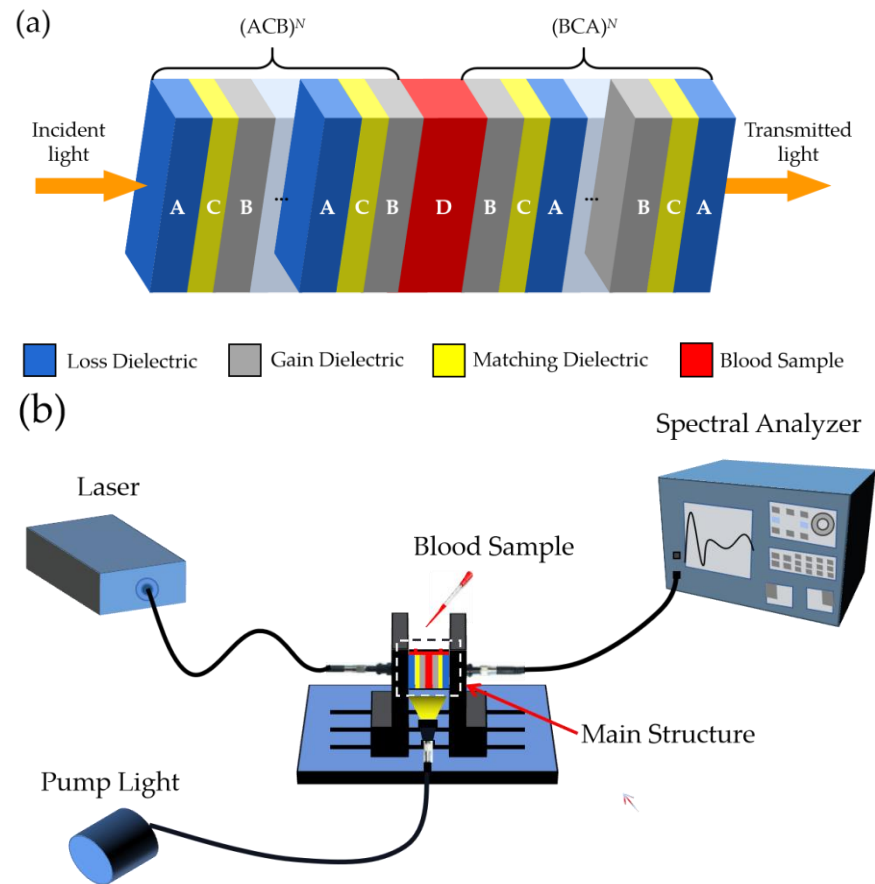 (a)
(ACB)ᴺ
(BCA)ᴺ
Incident
light
Transmitted
light
A C B ... A C B D B C A ... B C A
Loss Dielectric
Gain Dielectric
Matching Dielectric
Blood Sample
(b)
Spectral Analyzer
Laser
Blood Sample
Main Structure
Pump Light